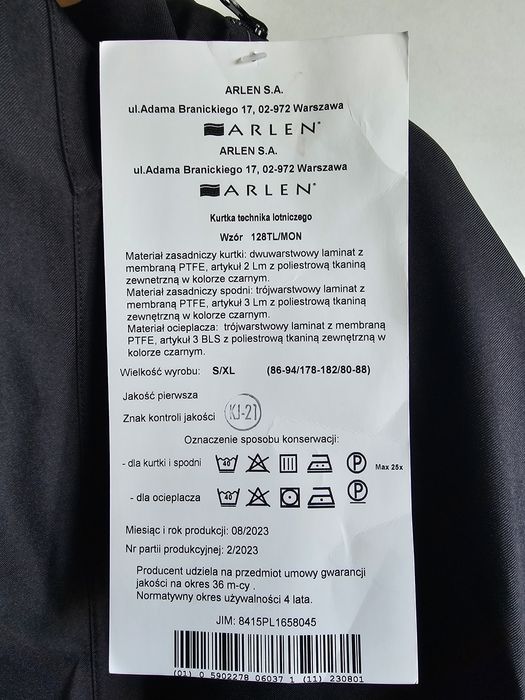 ARLEN S.A.
ul.Adama Branickiego 17, 02-972 Warszawa
ARLEN®
ARLEN S.A.
ul.Adama Branickiego 17, 02-972 Warszawa
ARLEN®
Kurtka technika lotniczego
Wzór 128TL/MON
Materiał zasadniczy kurtki: dwuwarstwowy laminat z
membraną PTFE, artykuł 2 Lm z poliestrową tkaniną
zewnetrzną w kolorze czarnym.
Materiał zasadniczy spodni: trójwarstwowy laminat z
membraną PTFE, artykuł 3 Lm z poliestrową tkaniną
zewnętrzną w kolorze czarnym.
Materiał ocieplacza: trójwarstwowy laminat z membraną
PTFE, artykuł 3 BLS z poliestrową tkaniną zewnętrzną w
kolorze czarnym.
Wielkość wyrobu: S/XL (86-94/178-182/80-88)
Jakość pierwsza
Znak kontroli jakości KJ-21
Oznaczenie sposobu konserwacji:
- dla kurtki i spodni 40 P Max 25x
- dla ocieplacza 40 P
Miesiąc i rok produkcji: 08/2023
Nr partii produkcyjnej: 2/2023
Producent udziela na przedmiot umowy gwarancji
jakości na okres 36 m-cy .
Normatywny okres używalności 4 lata.
JIM: 8415PL1658045
(01) 0 5902278 06037 1 (11) 230801